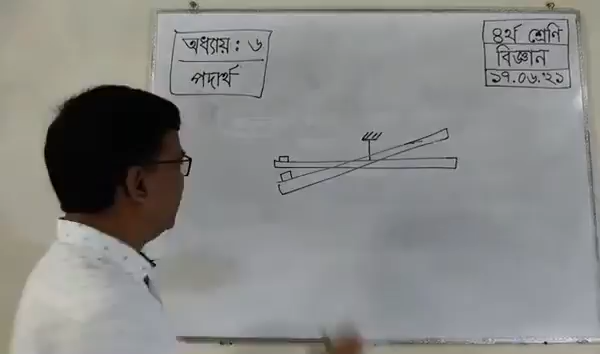 অধ্যায় : ৬
পদার্থ
৪র্থ শ্রেণি
বিজ্ঞান
১৭.০৬.২১